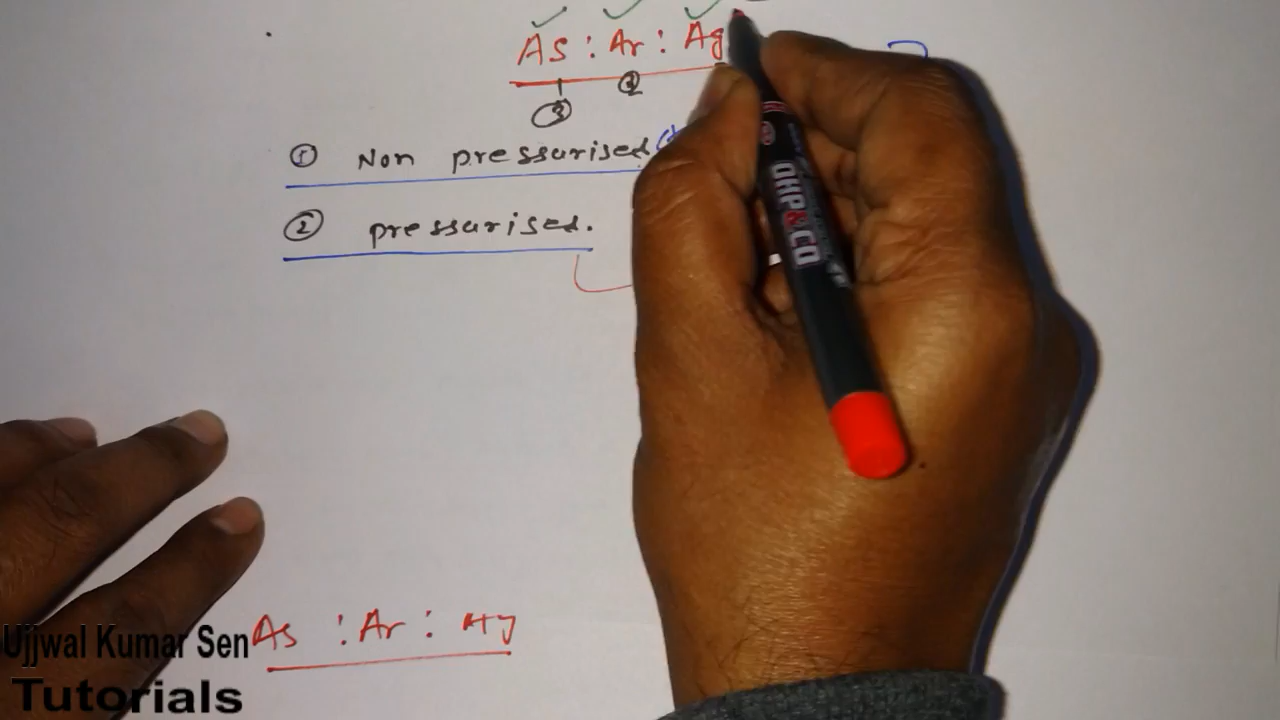 As : Ar : Ag
③ ②
① Non pressurised
② pressurised.
OHP&CO
As : Ar : Ag
Ujjwal Kumar Sen
Tutorials